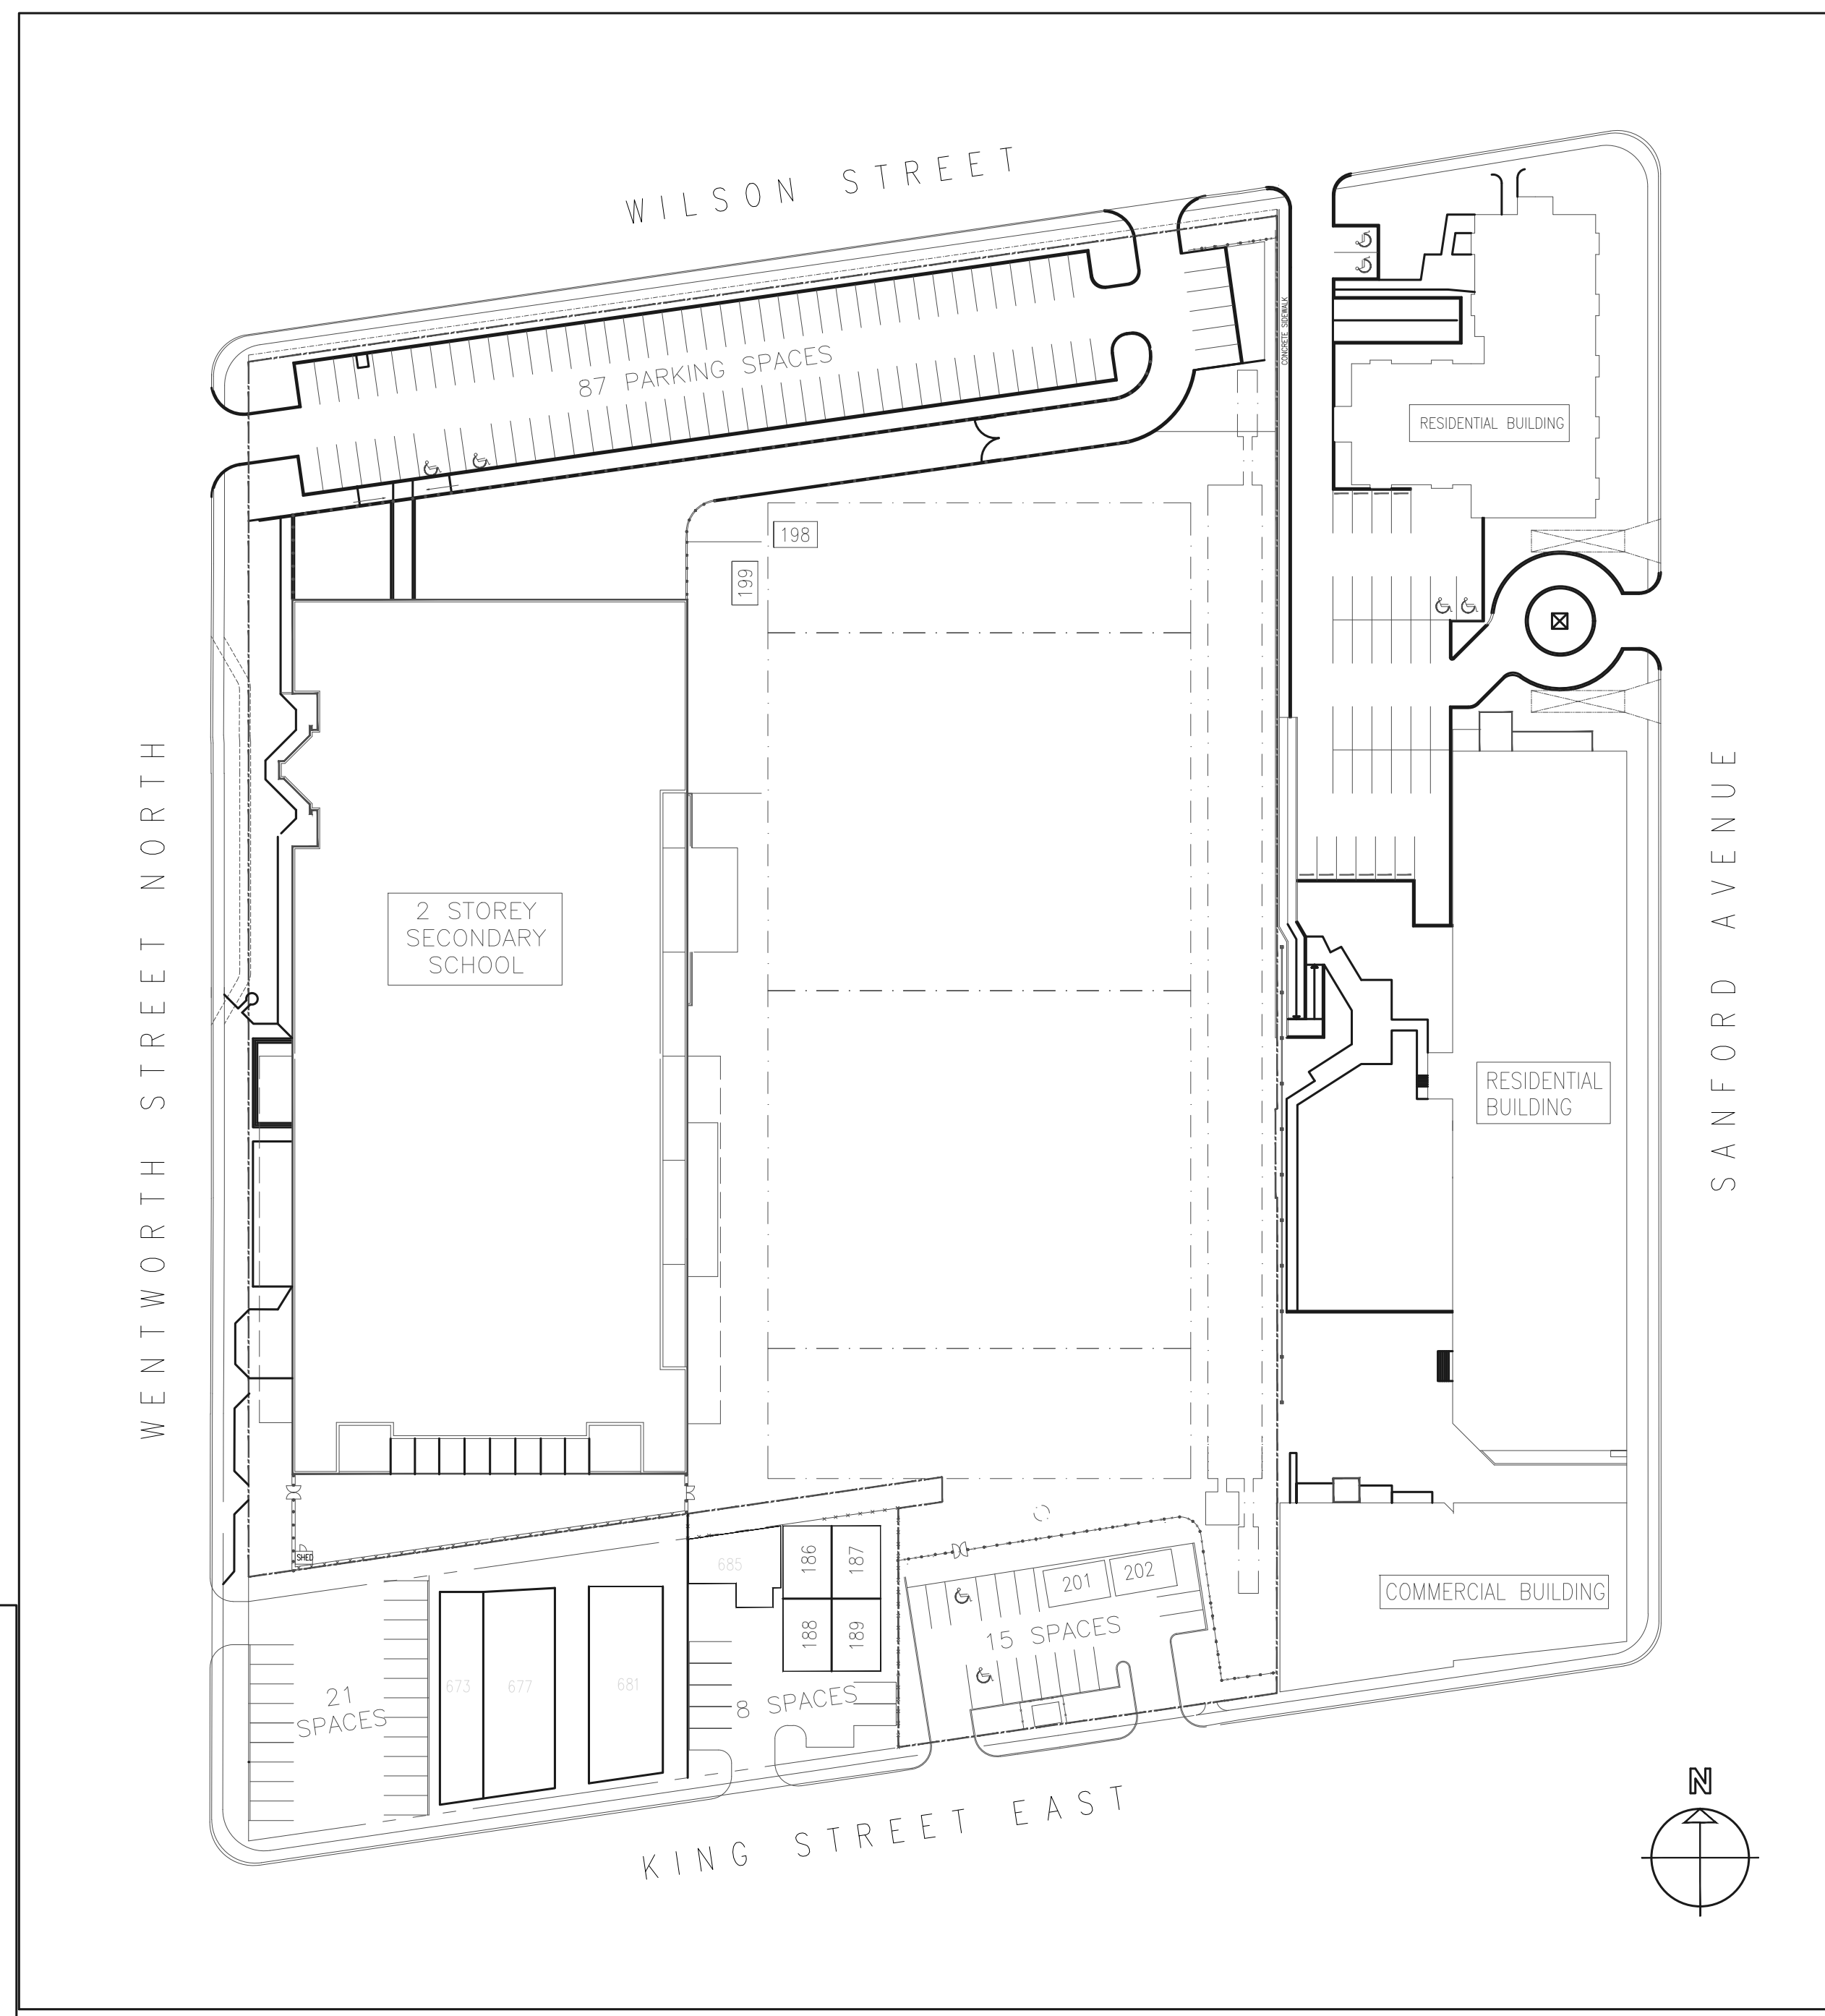 WILSON STREET
87 PARKING SPACES
CONCRETE SIDEWALK
RESIDENTIAL BUILDING
198
199
WENTWORTH STREET NORTH
2 STOREY
SECONDARY
SCHOOL
SANFORD AVENUE
RESIDENTIAL
BUILDING
SHED
685
186
187
188
189
201
202
15 SPACES
COMMERCIAL BUILDING
21
SPACES
673
677
681
8 SPACES
KING STREET EAST
N